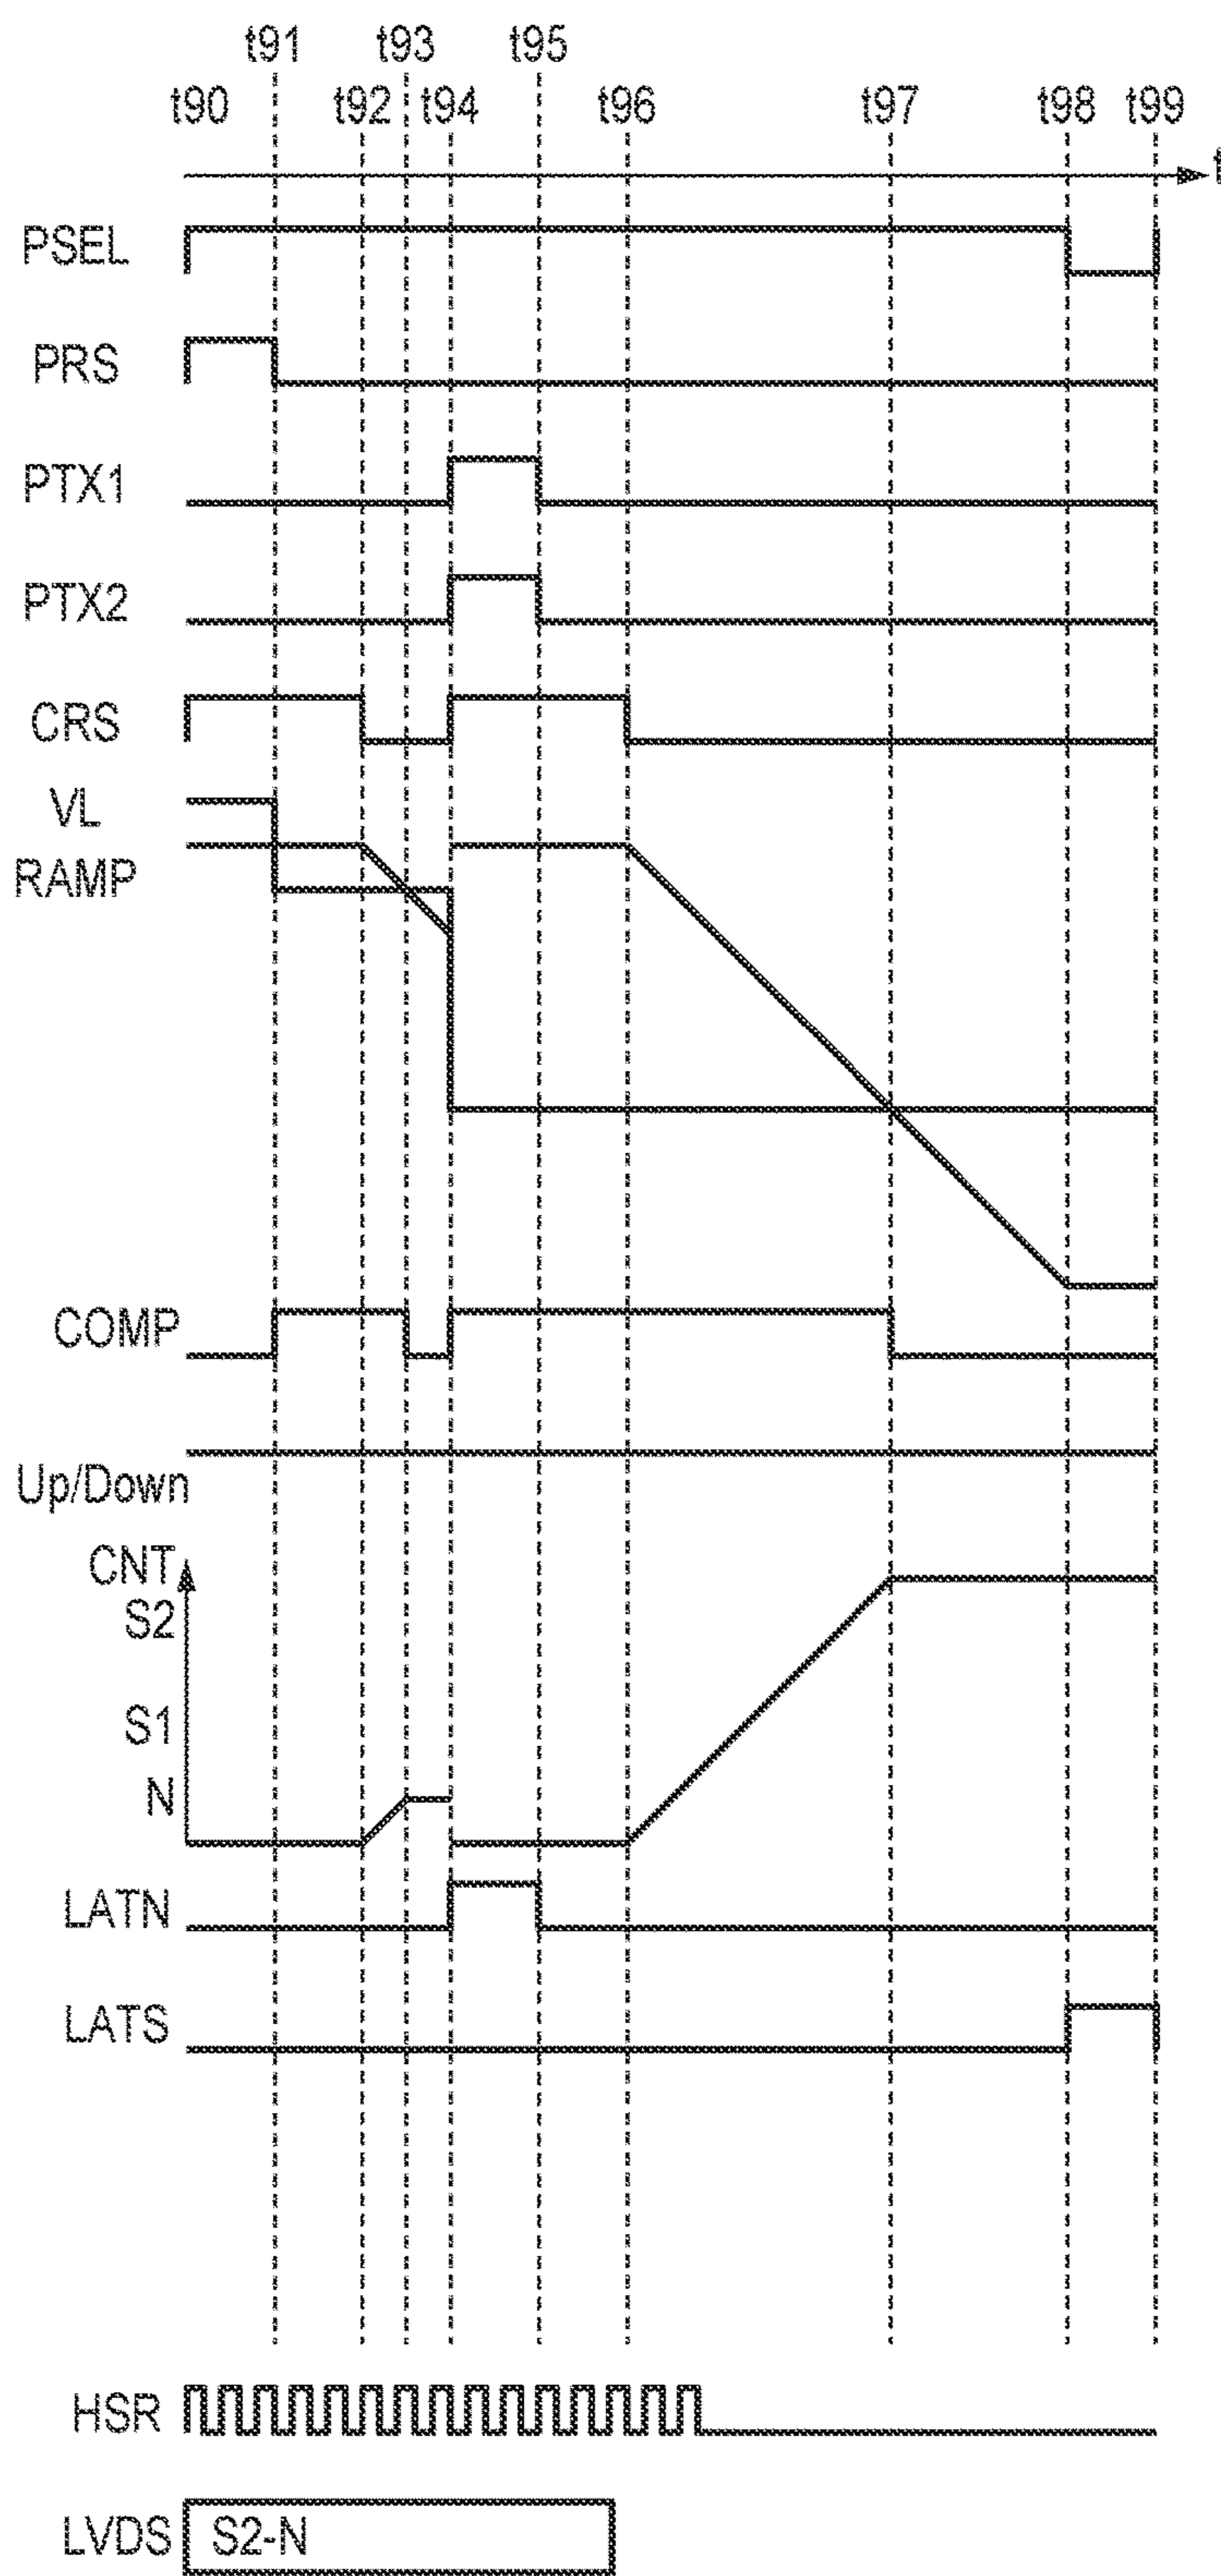 t91 t93 t95
t90 t92 t94 t96 t97 t98 t99
t
PSEL
PRS
PTX1
PTX2
CRS
VL
RAMP
COMP
Up/Down
CNT
S2
S1
N
LATN
LATS
HSR
LVDS S2-N